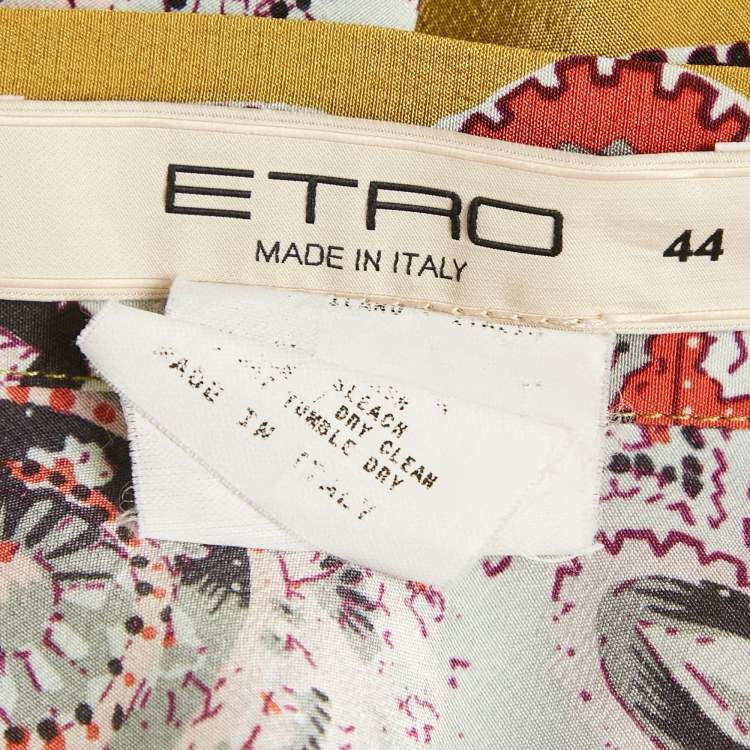 ETRO
44
MADE IN ITALY
BLEACH
DRY CLEAN
TUMBLE DRY
MADE IN ITALY